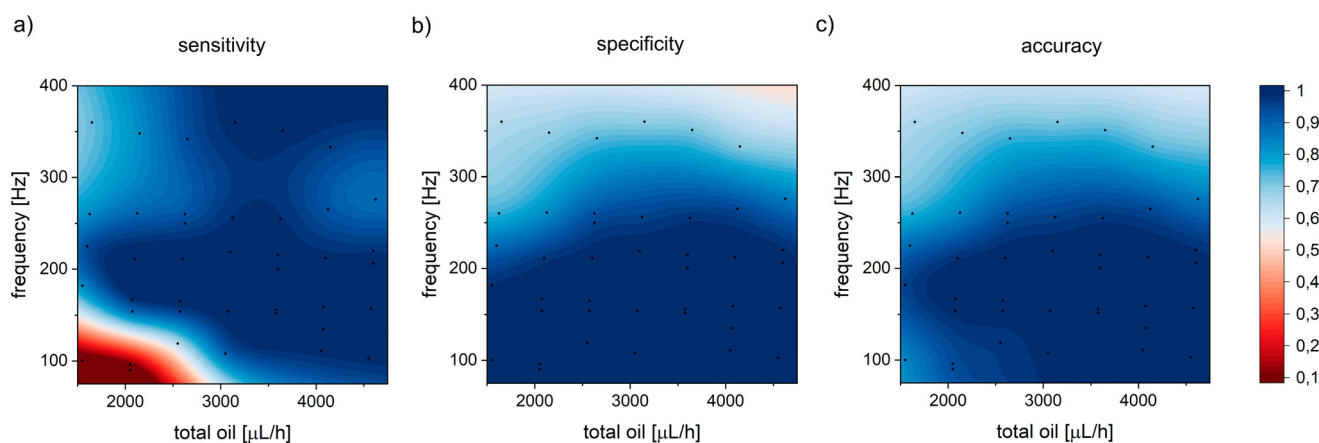 a)
sensitivity
400
300
200
100
frequency [Hz]
2000
3000
4000
total oil [μL/h]
b)
specificity
400
300
200
100
frequency [Hz]
2000
3000
4000
total oil [μL/h]
c)
accuracy
400
300
200
100
frequency [Hz]
2000
3000
4000
total oil [μL/h]
1
0,9
0,8
0,7
0,6
0,5
0,4
0,3
0,2
0,1